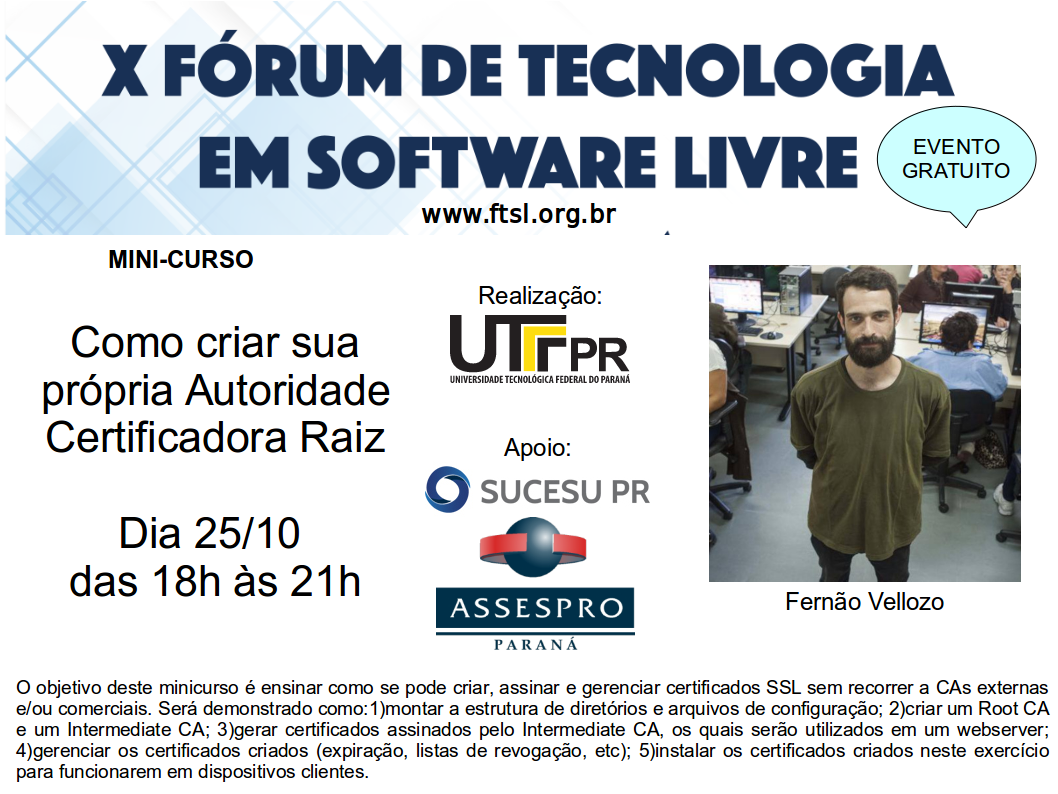 X FÓRUM DE TECNOLOGIA
EM SOFTWARE LIVRE
EVENTO
GRATUITO
www.ftsl.org.br
MINI-CURSO
Como criar sua
própria Autoridade
Certificadora Raiz
Dia 25/10
das 18h às 21h
Realização:
UTFPR
UNIVERSIDADE TECNOLÓGICA FEDERAL DO PARANÁ
Apoio:
SUCESU PR
ASSESPRO
PARANÁ
Fernão Vellozo
O objetivo deste minicurso é ensinar como se pode criar, assinar e gerenciar certificados SSL sem recorrer a CAs externas
e/ou comerciais. Será demonstrado como:1)montar a estrutura de diretórios e arquivos de configuração; 2)criar um Root CA
e um Intermediate CA; 3)gerar certificados assinados pelo Intermediate CA, os quais serão utilizados em um webserver;
4)gerenciar os certificados criados (expiração, listas de revogação, etc); 5)instalar os certificados criados neste exercício
para funcionarem em dispositivos clientes.